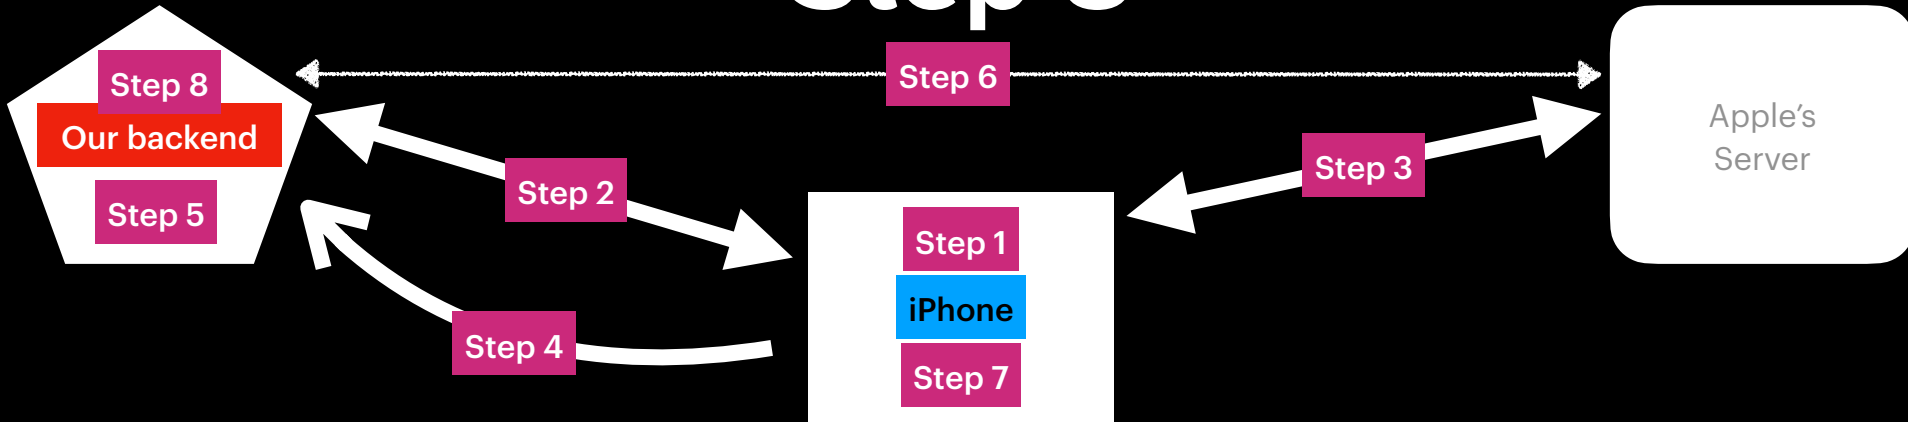 Step 8
Our backend
Step 5
Step 6
Step 2
Step 4
Step 3
Step 1
iPhone
Step 7
Apple’s
Server